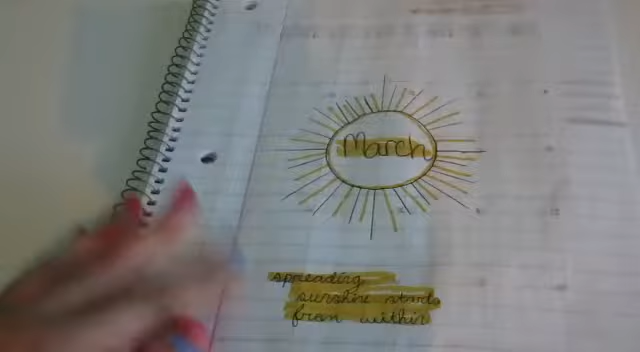 March
spreading
sunshine starts
from within